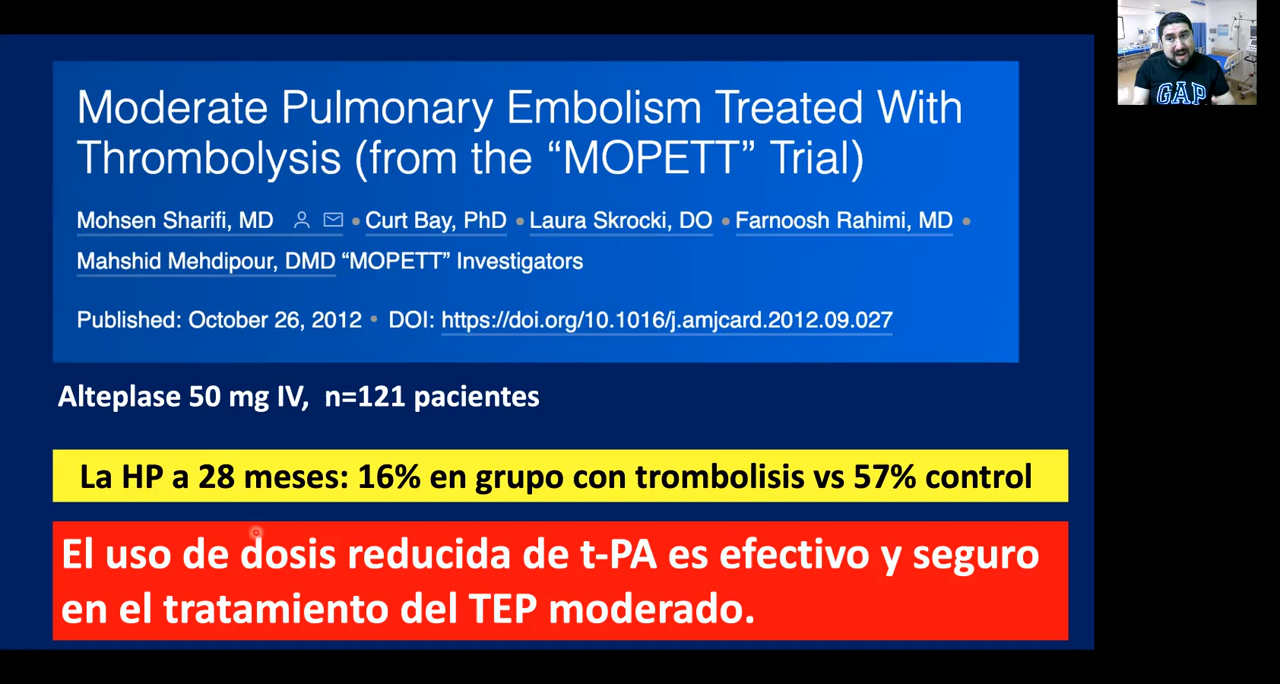 Moderate Pulmonary Embolism Treated With
Thrombolysis (from the “MOPETT” Trial)
Mohsen Sharifi, MD • Curt Bay, PhD • Laura Skrocki, DO • Farnoosh Rahimi, MD •
Mahshid Mehdipour, DMD “MOPETT” Investigators
Published: October 26, 2012 • DOI: https://doi.org/10.1016/j.amjcard.2012.09.027
Alteplase 50 mg IV, n=121 pacientes
La HP a 28 meses: 16% en grupo con trombolisis vs 57% control
El uso de dosis reducida de t-PA es efectivo y seguro
en el tratamiento del TEP moderado.
GAP